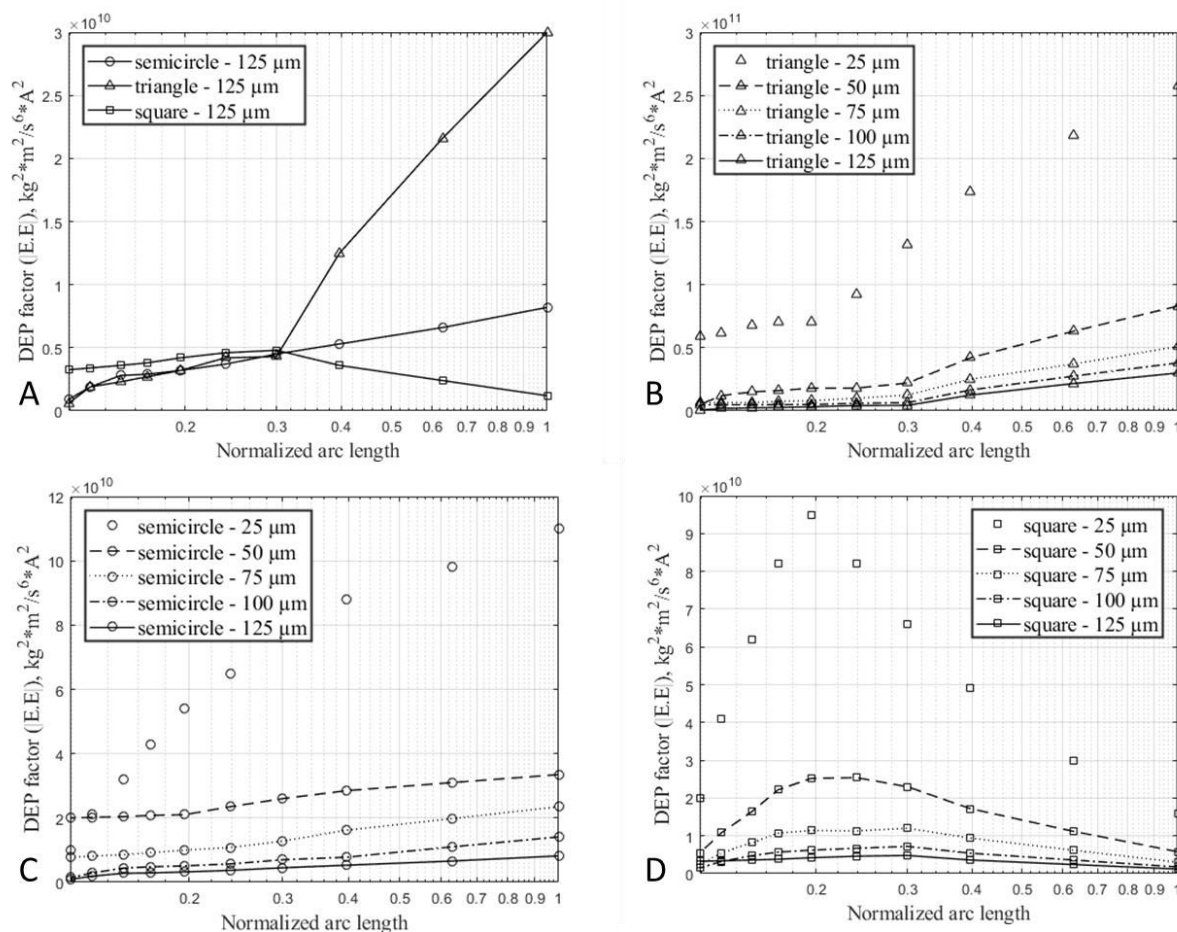 ×10^10
3
2.5
2
1.5
1
0.5
0
DEP factor (|E.E|), kg^2*m^2/s^6*A^2
semicircle - 125 µm
triangle - 125 µm
square - 125 µm
0.2 0.3 0.4 0.5 0.6 0.7 0.8 0.9 1
Normalized arc length
A
×10^11
3
2.5
2
1.5
1
0.5
0
DEP factor (|E.E|), kg^2*m^2/s^6*A^2
triangle - 25 µm
triangle - 50 µm
triangle - 75 µm
triangle - 100 µm
triangle - 125 µm
0.2 0.3 0.4 0.5 0.6 0.7 0.8 0.9 1
Normalized arc length
B
×10^10
12
10
8
6
4
2
0
DEP factor (|E.E|), kg^2*m^2/s^6*A^2
semicircle - 25 µm
semicircle - 50 µm
semicircle - 75 µm
semicircle - 100 µm
semicircle - 125 µm
0.2 0.3 0.4 0.5 0.6 0.7 0.8 0.9 1
Normalized arc length
C
×10^10
10
9
8
7
6
5
4
3
2
1
0
DEP factor (|E.E|), kg^2*m^2/s^6*A^2
square - 25 µm
square - 50 µm
square - 75 µm
square - 100 µm
square - 125 µm
0.2 0.3 0.4 0.5 0.6 0.7 0.8 0.9 1
Normalized arc length
D